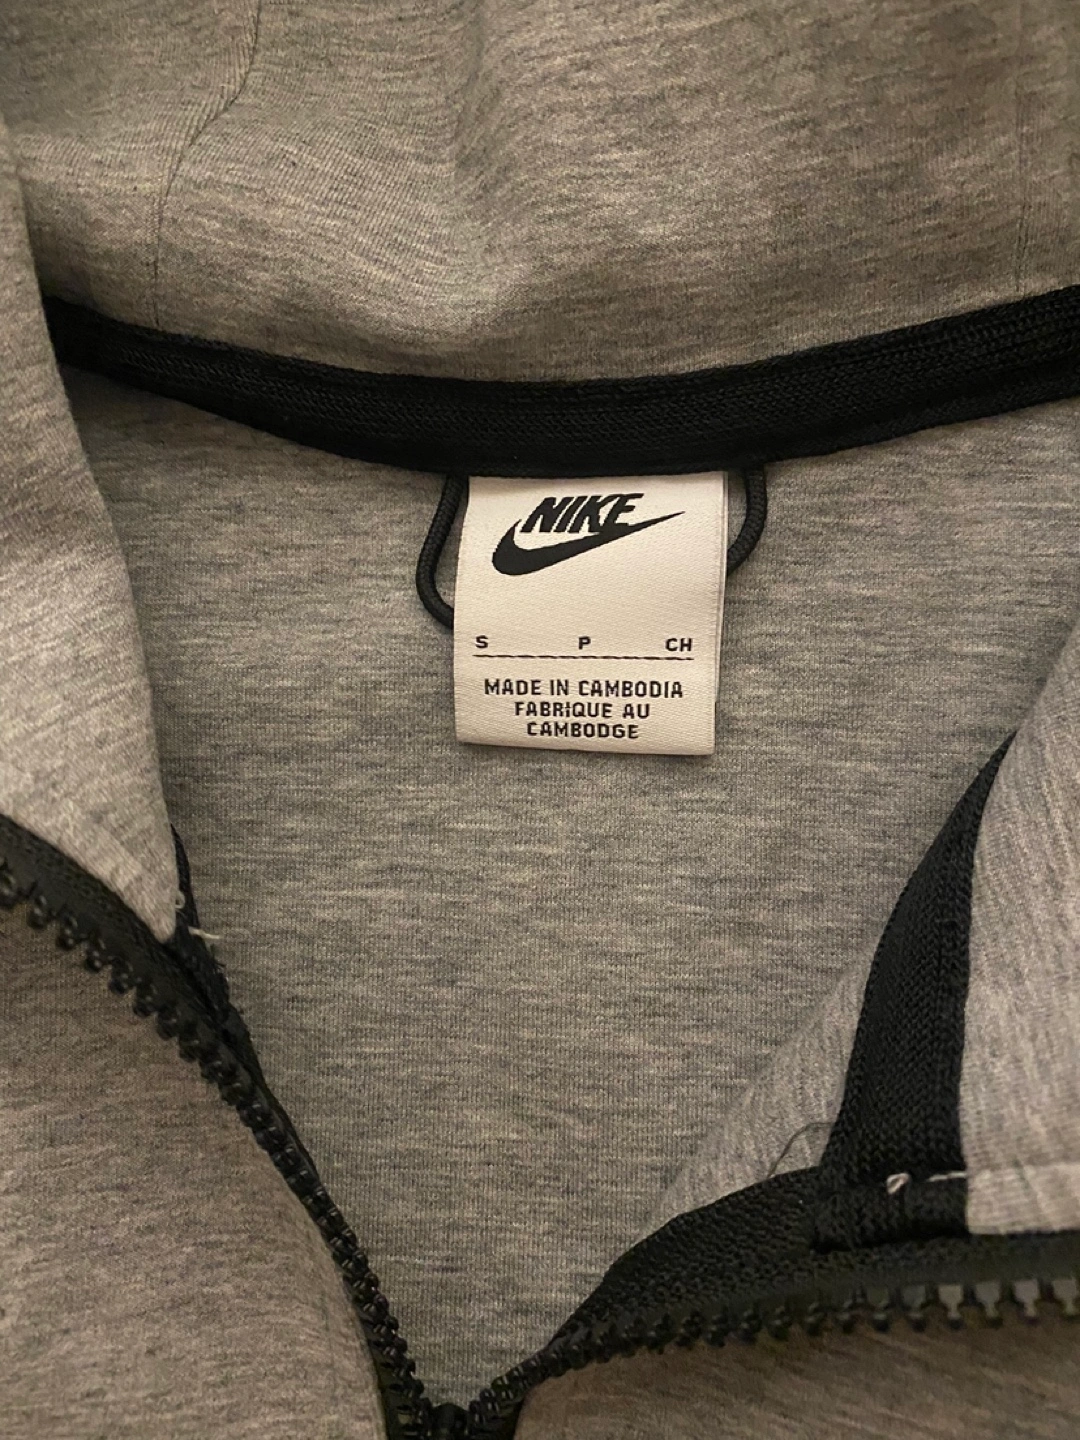 NIKE
S P CH
MADE IN CAMBODIA
FABRIQUE AU
CAMBODGE